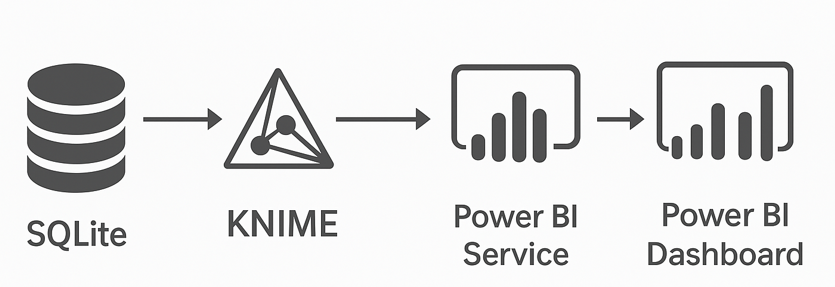 SQLite
KNIME
Power BI
Service
Power BI
Dashboard